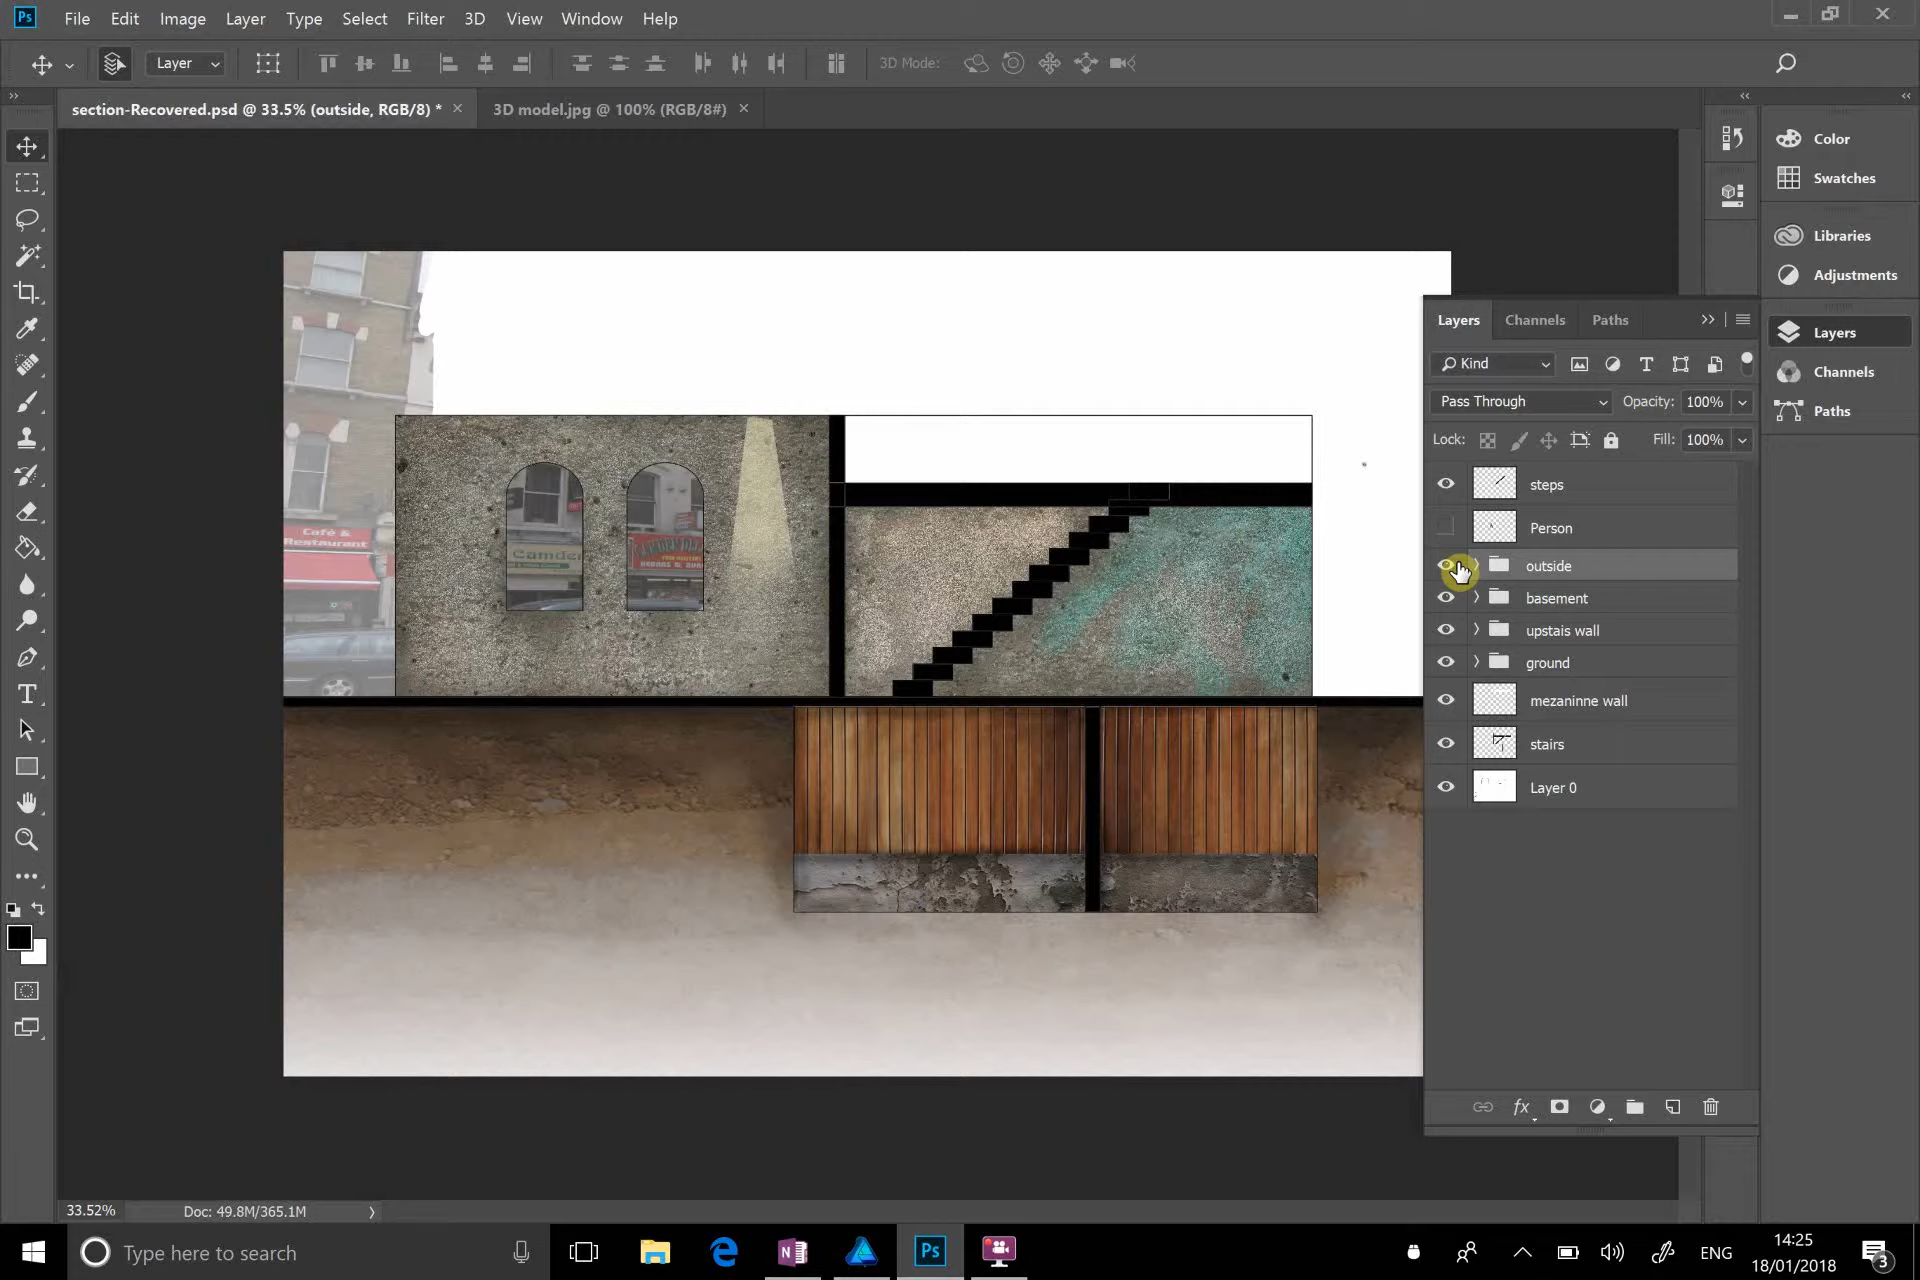 Ps File Edit Image Layer Type Select Filter 3D View Window Help
Layer 3D Mode:
section-Recovered.psd @ 33.5% (outside, RGB/8) * × 3D model.jpg @ 100% (RGB/8#) ×
Color
Swatches
Libraries
Adjustments
Layers
Channels
Paths
Layers Channels Paths
Kind
Pass Through Opacity: 100%
Lock: Fill: 100%
steps
Person
outside
basement
upstais wall
ground
mezaninne wall
stairs
Layer 0
fx
Café &
Restaurant
Camden
33.52% Doc: 49.8M/365.1M
Type here to search
Ps
ENG
14:25
18/01/2018
3